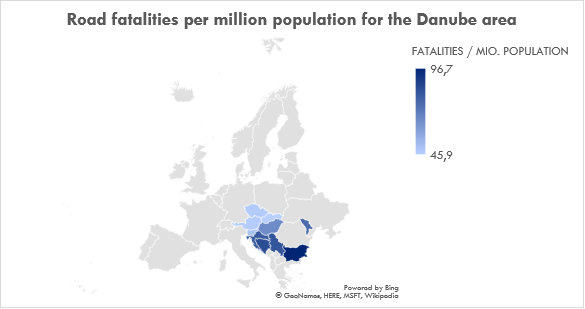 Road fatalities per million population for the Danube area
FATALITIES / MIO. POPULATION
96,7
45,9
Powered by Bing
© GeoNames, HERE, MSFT, Wikipedia